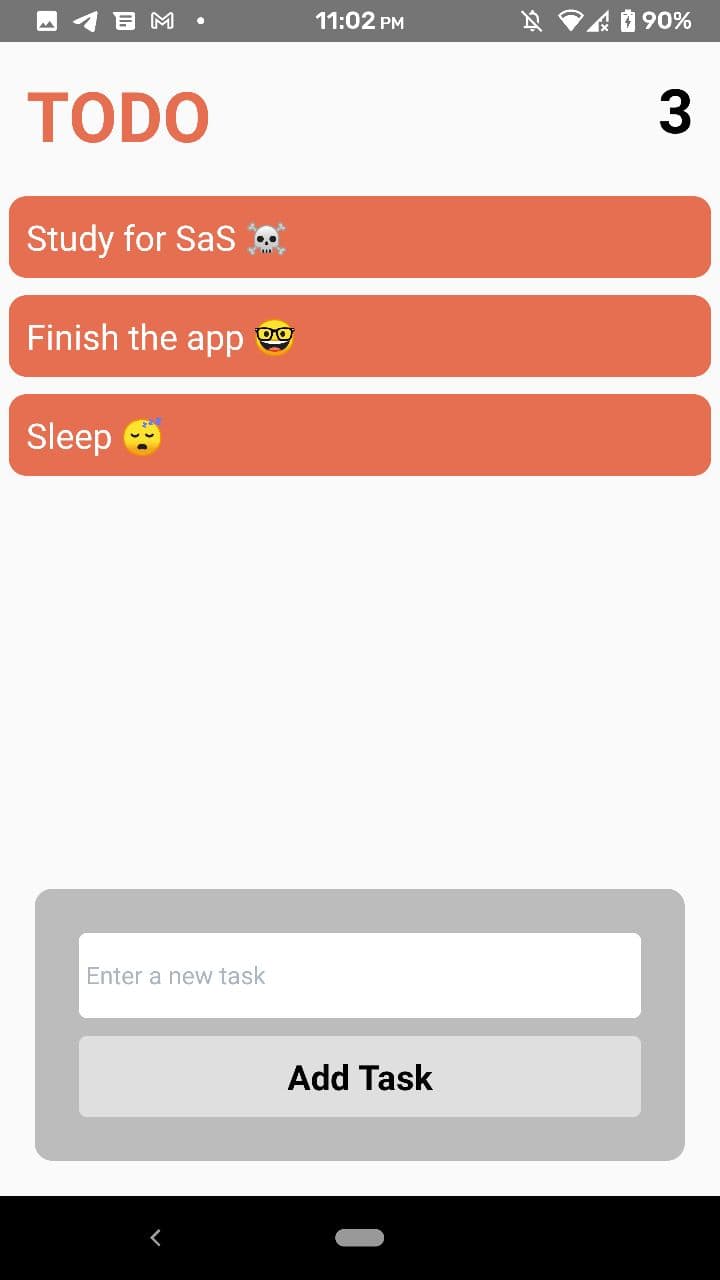 11:02 PM 90%
TODO 3
Study for SaS ☠️
Finish the app 🤓
Sleep 😴
Enter a new task
Add Task